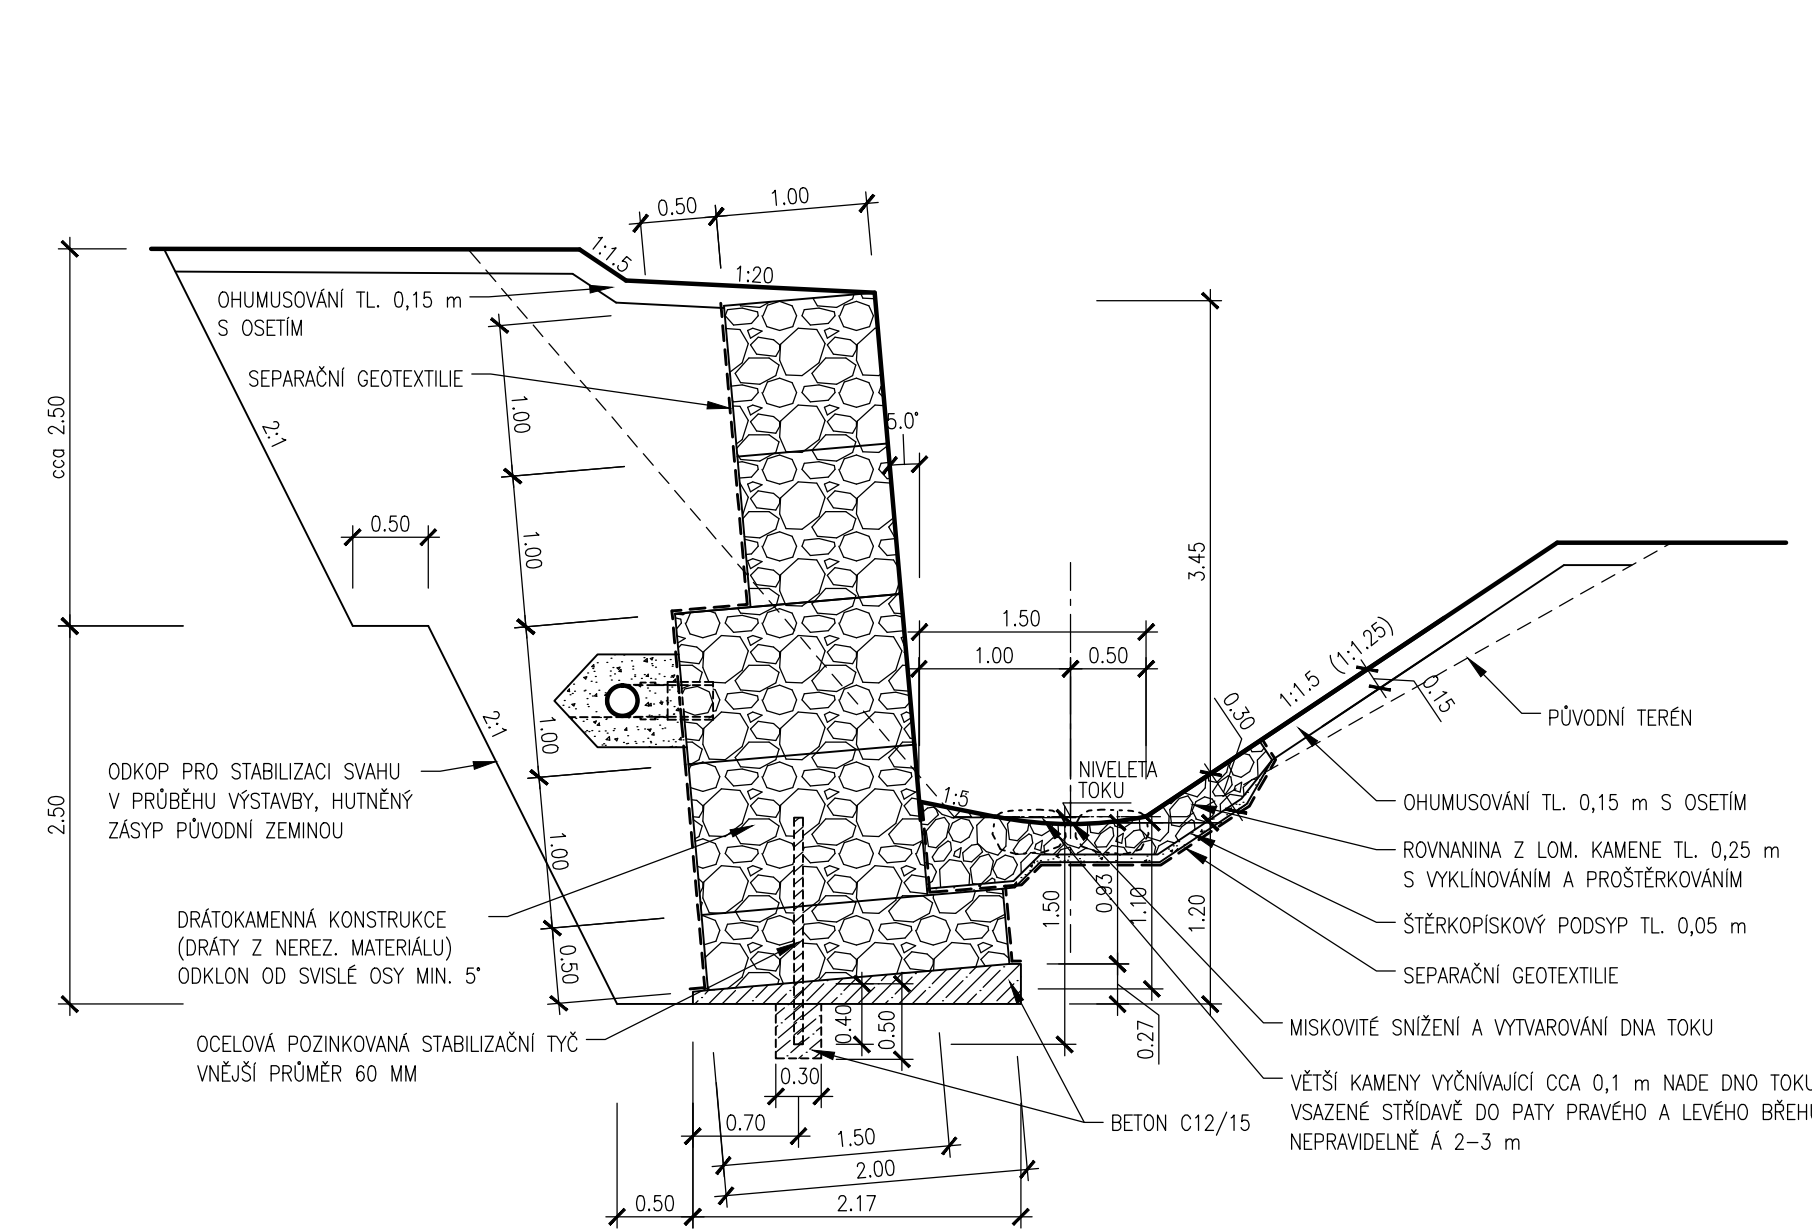 0.50
1.00
1:1.5
1:20
OHUMUSOVÁNÍ TL. 0,15 m
S OSETÍM
SEPARAČNÍ GEOTEXTILIE
cca 2.50
2:1
1.00
5.0°
0.50
1.00
3.45
1.50
1.00
0.50
1:1.5 (1:1.25)
0.15
0.30
PŮVODNÍ TERÉN
2.50
2:1
1.00
ODKOP PRO STABILIZACI SVAHU
V PRŮBĚHU VÝSTAVBY, HUTNĚNÝ
ZÁSYP PŮVODNÍ ZEMINOU
NIVELETA
TOKU
1:5
OHUMUSOVÁNÍ TL. 0,15 m S OSETÍM
1.00
ROVNANINA Z LOM. KAMENE TL. 0,25 m
S VYKLÍNOVÁNÍM A PROŠTĚRKOVÁNÍM
1.50
0.93
1.10
1.20
DRÁTOKAMENNÁ KONSTRUKCE
(DRÁTY Z NEREZ. MATERIÁLU)
ODKLON OD SVISLÉ OSY MIN. 5°
0.50
ŠTĚRKOPÍSKOVÝ PODSYP TL. 0,05 m
SEPARAČNÍ GEOTEXTILIE
0.40
0.50
0.27
OCELOVÁ POZINKOVANÁ STABILIZAČNÍ TYČ
VNĚJŠÍ PRŮMĚR 60 MM
MISKOVITÉ SNÍŽENÍ A VYTVAROVÁNÍ DNA TOKU
0.30
VĚTŠÍ KAMENY VYČNÍVAJÍCÍ CCA 0,1 m NADE DNO TOKU
VSAZENÉ STŘÍDAVĚ DO PATY PRAVÉHO A LEVÉHO BŘEHU
NEPRAVIDELNĚ Á 2–3 m
BETON C12/15
0.70
1.50
2.00
0.50
2.17